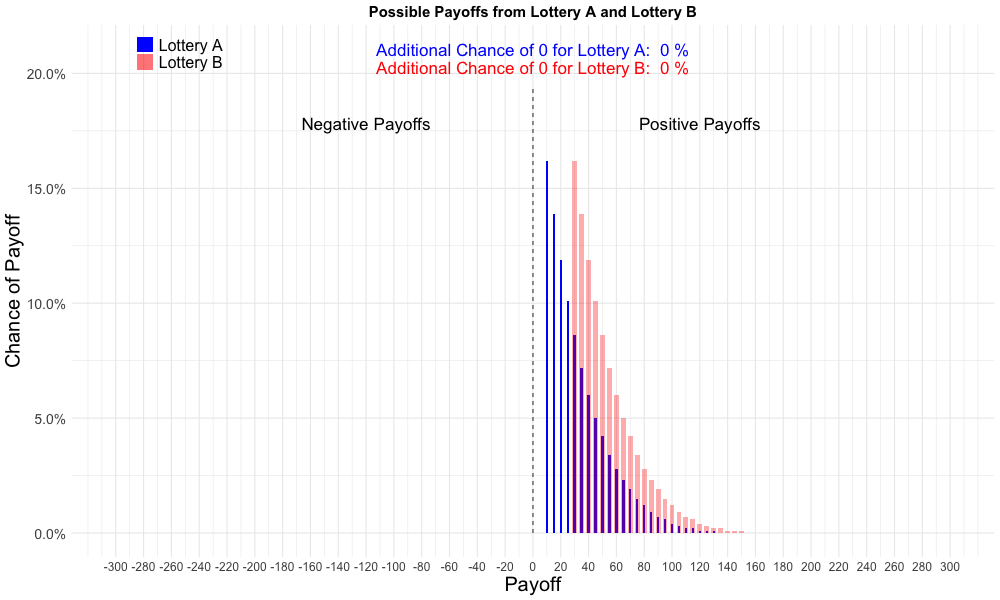 Possible Payoffs from Lottery A and Lottery B
Lottery A
Lottery B
Additional Chance of 0 for Lottery A: 0 %
Additional Chance of 0 for Lottery B: 0 %
Negative Payoffs
Positive Payoffs
Chance of Payoff
20.0%
15.0%
10.0%
5.0%
0.0%
-300 -280 -260 -240 -220 -200 -180 -160 -140 -120 -100 -80 -60 -40 -20 0 20 40 60 80 100 120 140 160 180 200 220 240 260 280 300
Payoff